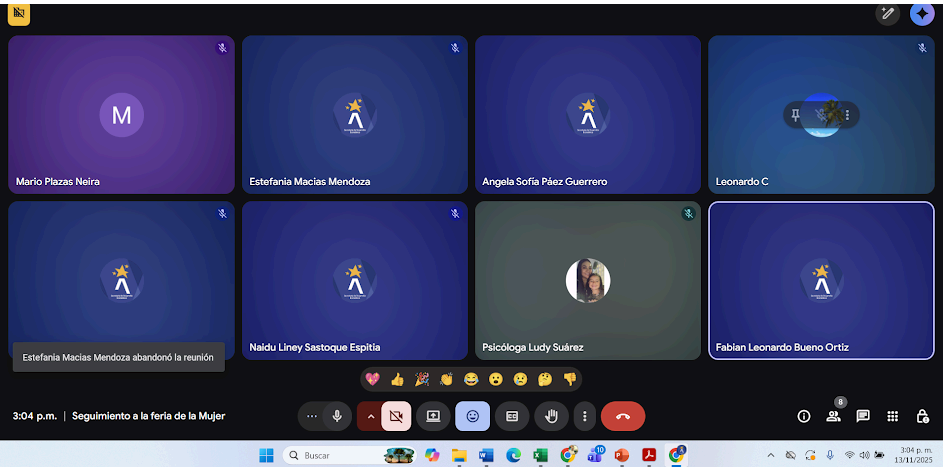 M
Mario Plazas Neira
Estefania Macias Mendoza
Angela Sofía Páez Guerrero
Leonardo C
Estefania Macias Mendoza abandonó la reunión
Naidu Liney Sastoque Espitia
Psicóloga Ludy Suárez
Fabian Leonardo Bueno Ortiz
3:04 p.m. | Seguimiento a la feria de la Mujer
8
Buscar
10
3:04 p. m.
13/11/2025